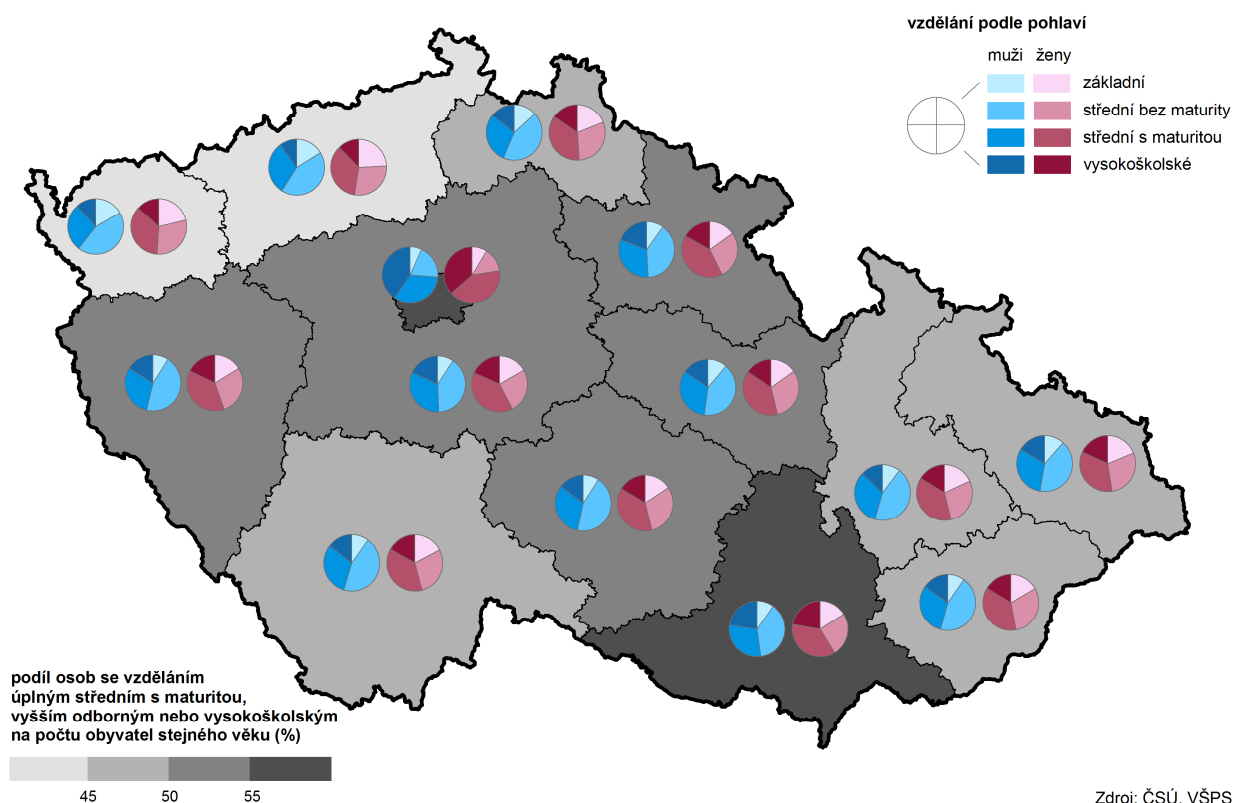 vzdělání podle pohlaví
muži ženy
základní
střední bez maturity
střední s maturitou
vysokoškolské
podíl osob se vzděláním
úplným středním s maturitou,
vyšším odborným nebo vysokoškolským
na počtu obyvatel stejného věku (%)
45 50 55
Zdroj: ČSÚ, VŠPS